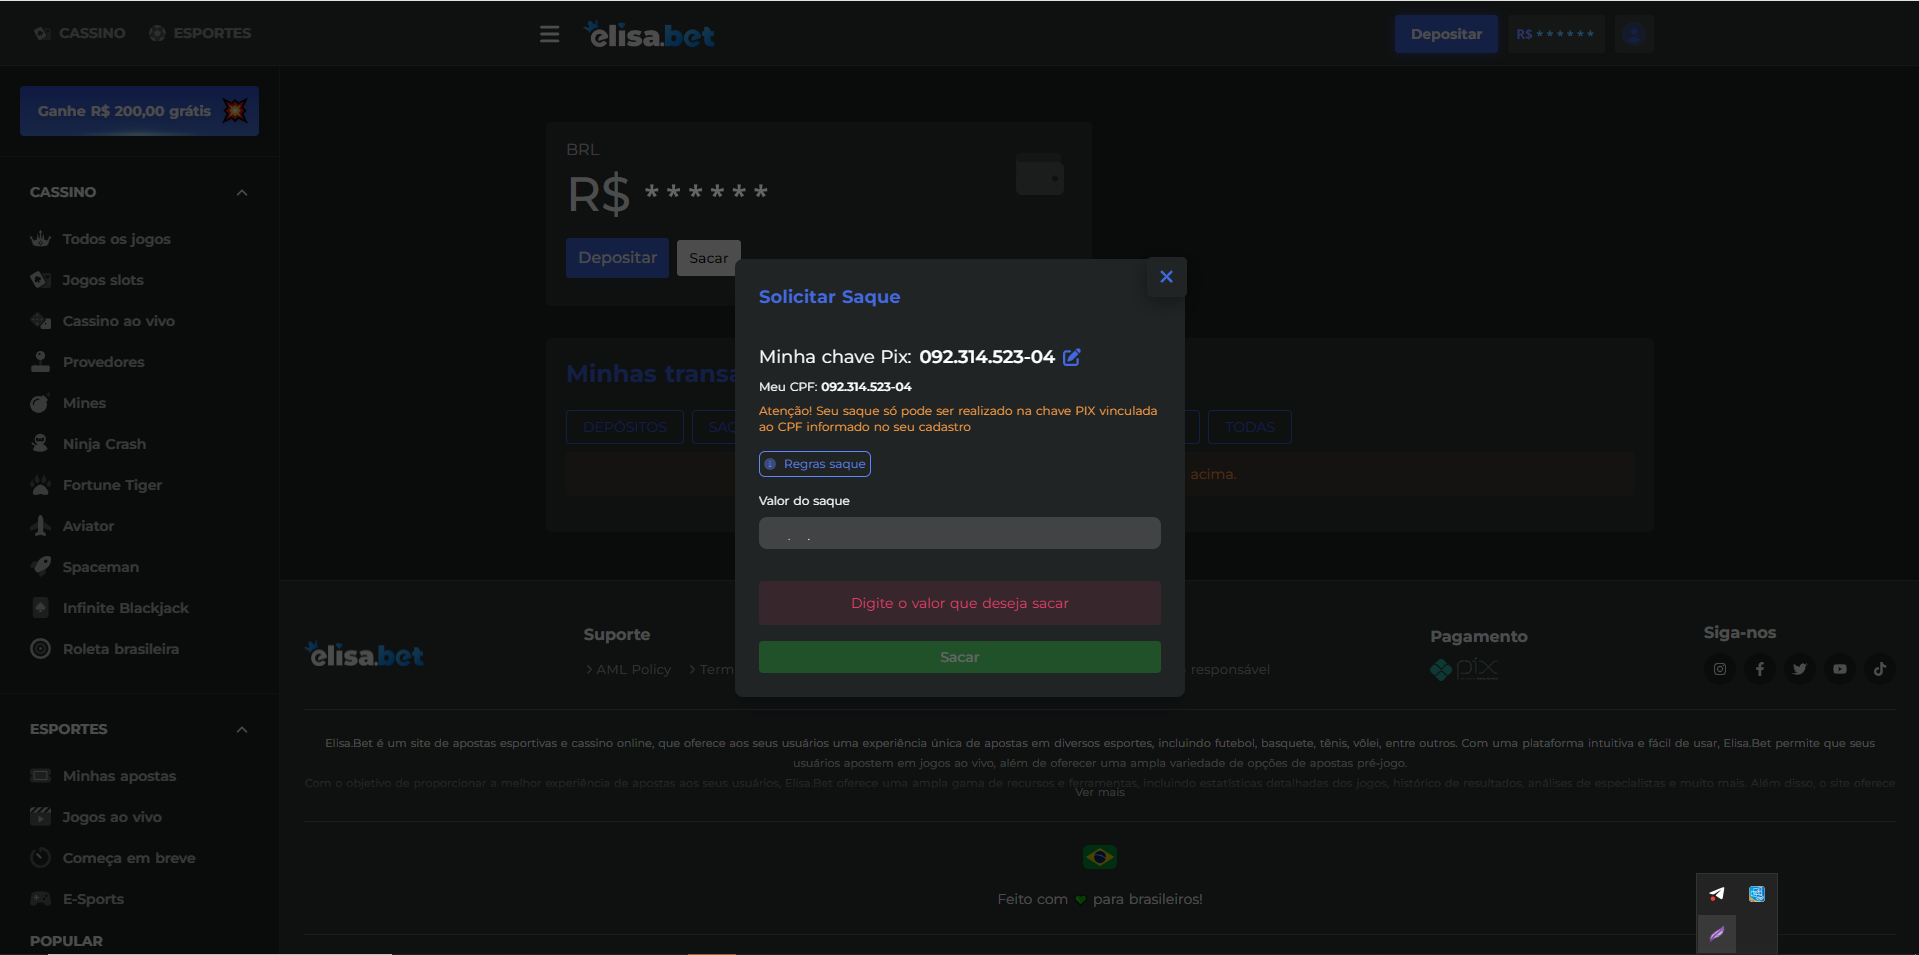 CASSINO
ESPORTES
elisa.bet
Depositar
R$ ******
Ganhe R$ 200,00 grátis
CASSINO
Todos os jogos
Jogos slots
Cassino ao vivo
Provedores
Mines
Ninja Crash
Fortune Tiger
Aviator
Spaceman
Infinite Blackjack
Roleta brasileira
ESPORTES
Minhas apostas
Jogos ao vivo
Começa em breve
E-Sports
POPULAR
BRL
R$ ******
Depositar
Sacar
Minhas transa
DEPÓSITOS
SAQ
TODAS
acima.
Solicitar Saque
Minha chave Pix: 092.314.523-04
Meu CPF: 092.314.523-04
Atenção! Seu saque só pode ser realizado na chave PIX vinculada
ao CPF informado no seu cadastro
Regras saque
Valor do saque
. .
Digite o valor que deseja sacar
Sacar
elisa.bet
Suporte
> AML Policy
> Term
responsável
Pagamento
pix
Siga-nos
Elisa.Bet é um site de apostas esportivas e cassino online, que oferece aos seus usuários uma experiência única de apostas em diversos esportes, incluindo futebol, basquete, tênis, vôlei, entre outros. Com uma plataforma intuitiva e fácil de usar, Elisa.Bet permite que seus
usuários apostem em jogos ao vivo, além de oferecer uma ampla variedade de opções de apostas pré-jogo.
Com o objetivo de proporcionar a melhor experiência de apostas aos seus usuários, Elisa.Bet oferece uma ampla gama de recursos e ferramentas, incluindo estatísticas detalhadas dos jogos, histórico de resultados, análises de especialistas e muito mais. Além disso, o site oferece
Ver mais
Feito com 💚 para brasileiros!